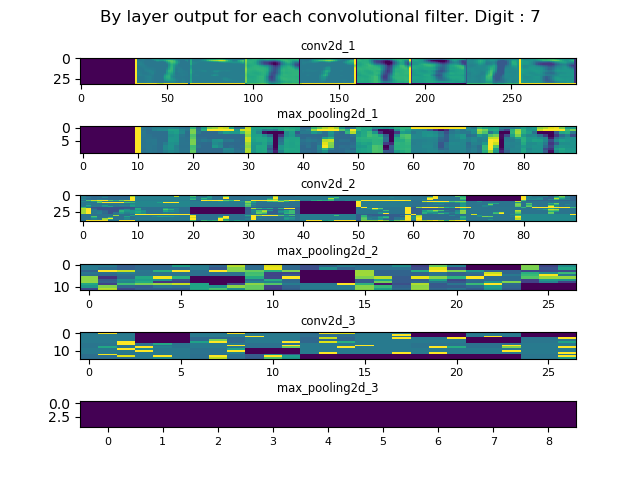 By layer output for each convolutional filter. Digit : 7
conv2d_1
0
25
0 50 100 150 200 250
max_pooling2d_1
0
5
0 10 20 30 40 50 60 70 80
conv2d_2
0
25
0 10 20 30 40 50 60 70 80
max_pooling2d_2
0
10
0 5 10 15 20 25
conv2d_3
0
10
0 5 10 15 20 25
max_pooling2d_3
0.0
2.5
0 1 2 3 4 5 6 7 8